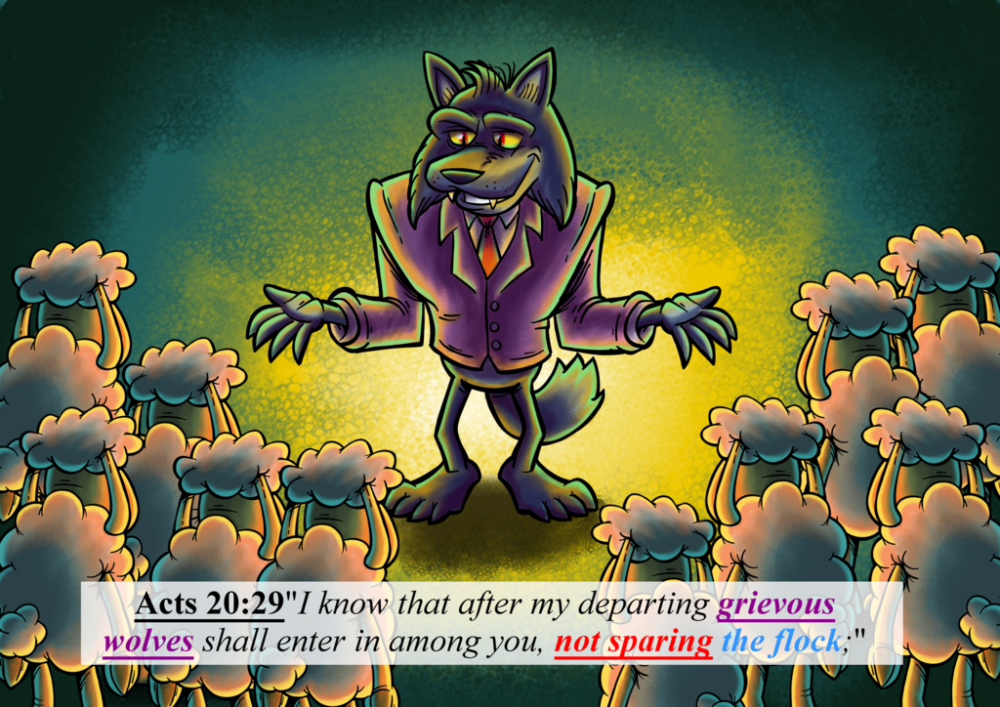 Acts 20:29"I know that after my departing grievous
wolves shall enter in among you, not sparing the flock;"